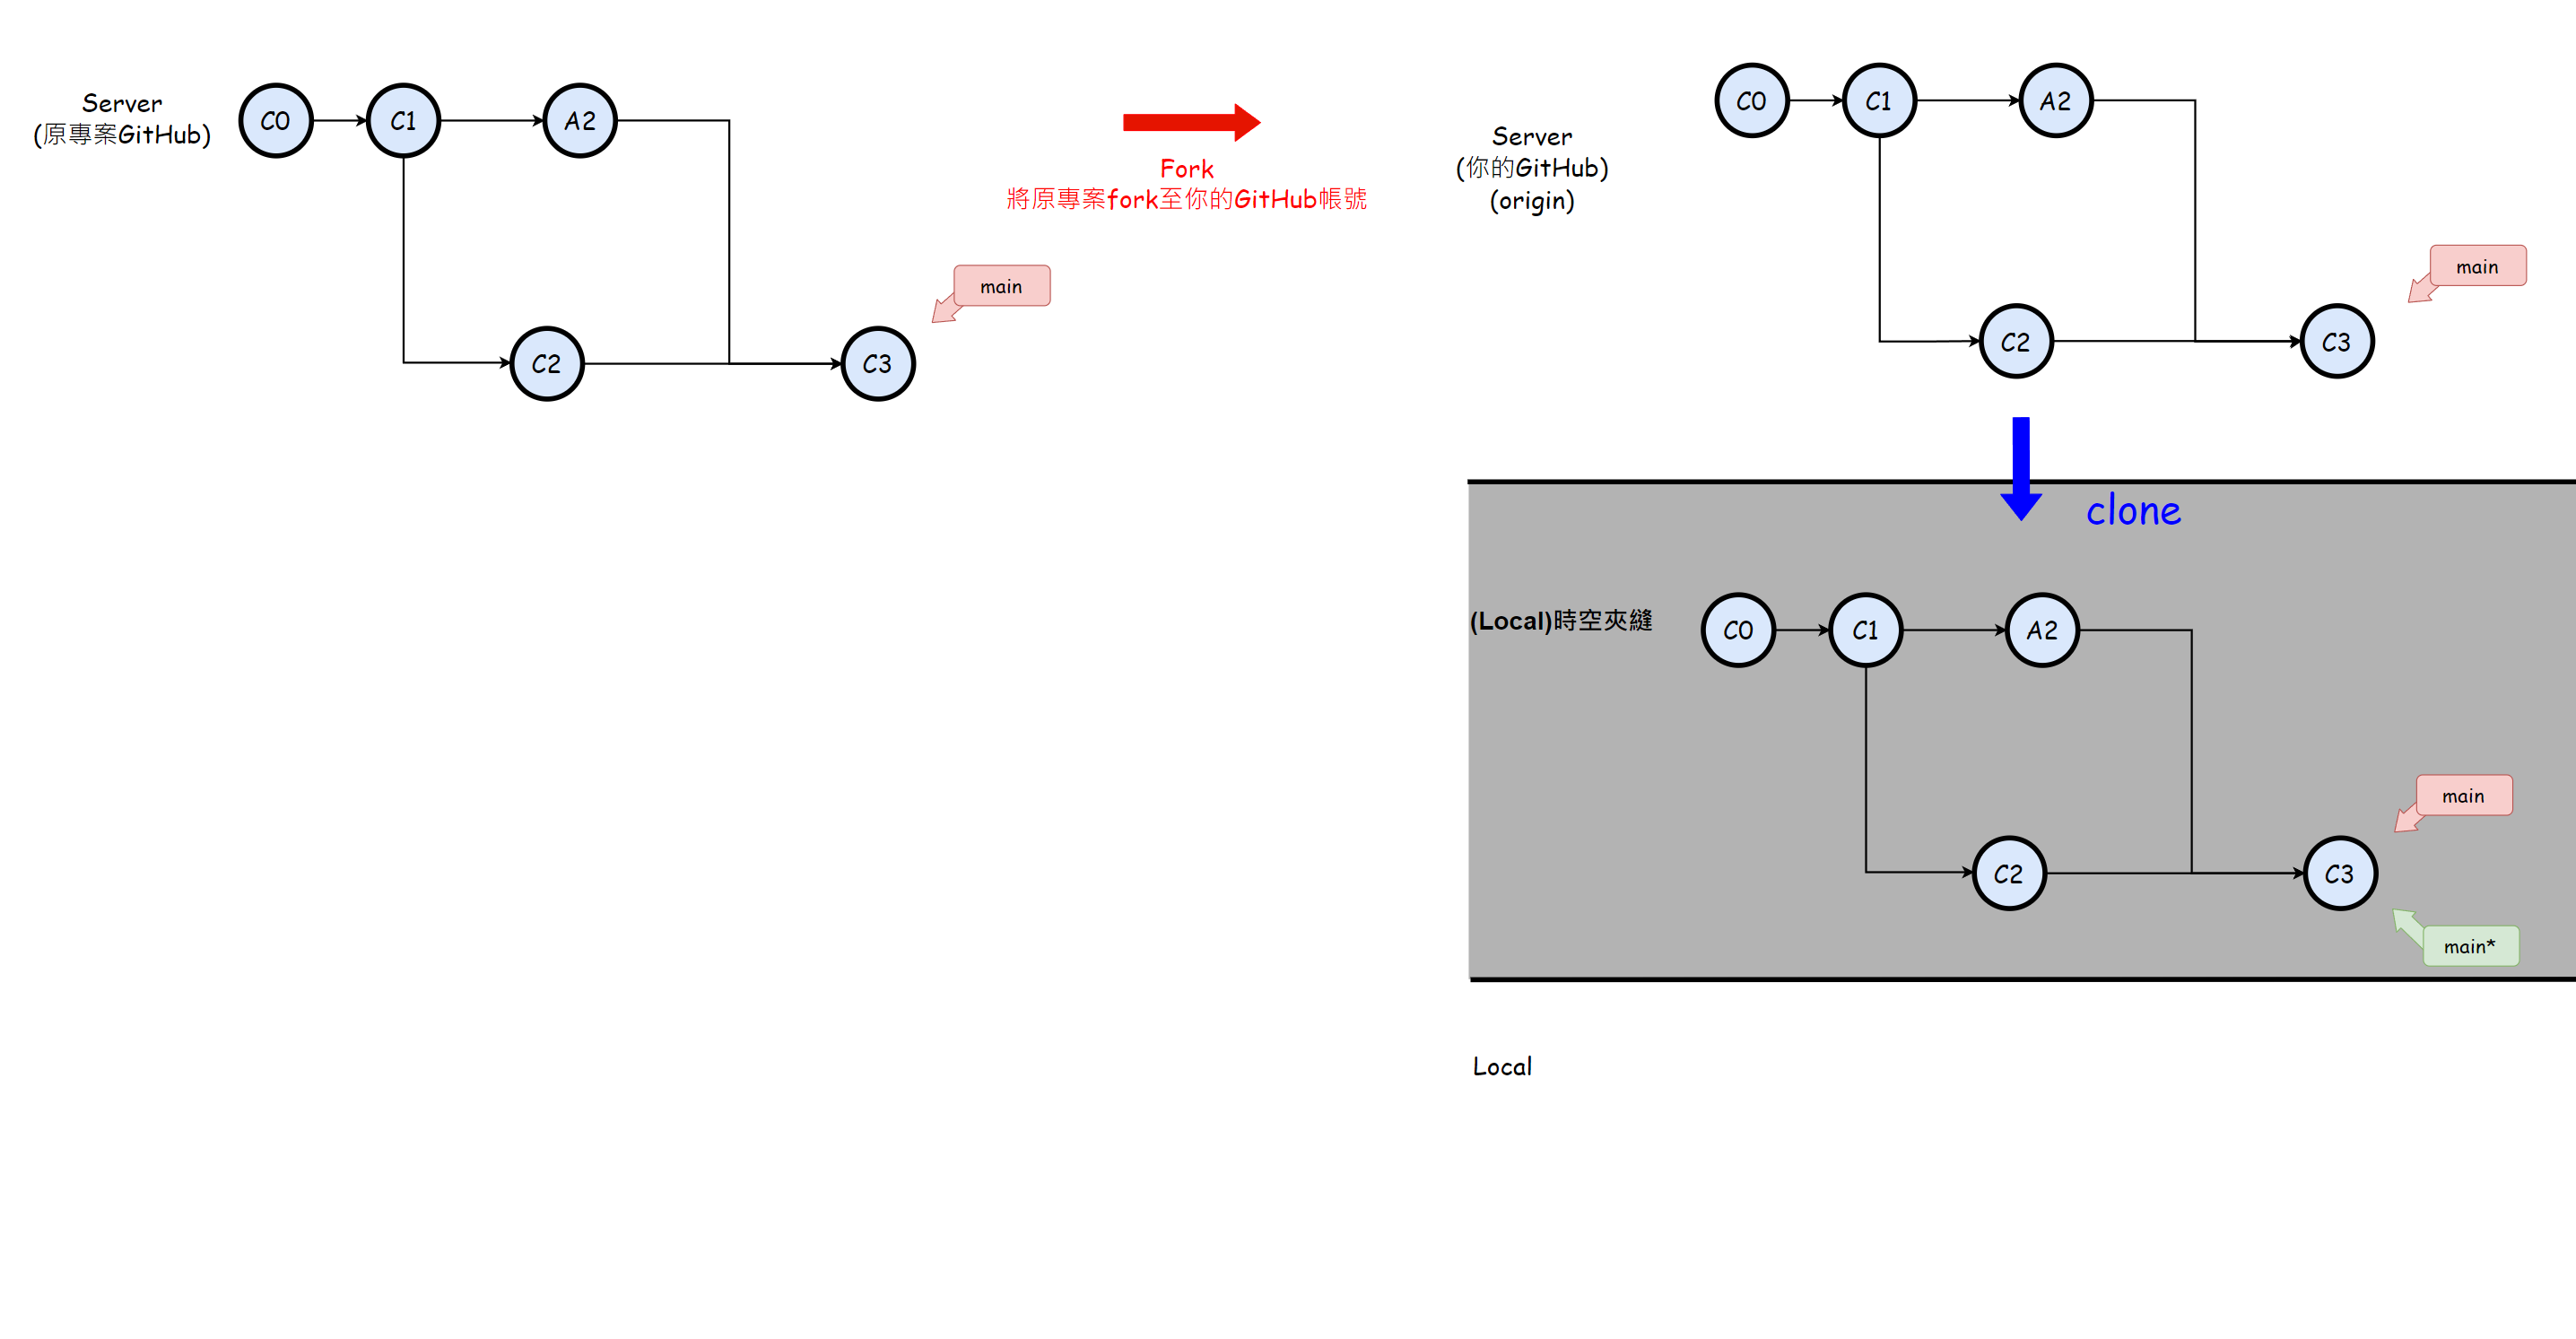 Server
(原專案GitHub)
C0
C1
A2
C2
C3
main
Fork
將原專案fork至你的GitHub帳號
Server
(你的GitHub)
(origin)
C0
C1
A2
C2
C3
main
clone
(Local)時空夾縫
C0
C1
A2
C2
C3
main
main*
Local